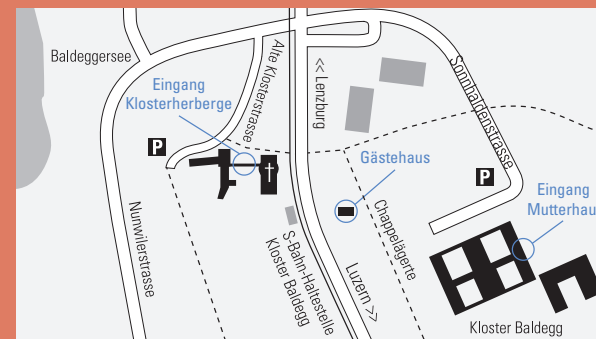 Baldeggersee
Eingang
Klosterherberge
Alte Klosterstrasse
<< Lenzburg
Sonnhaldenstrasse
P
Gästehaus
P
Eingang
Mutterhau
Nunwilerstrasse
S-Bahn-Haltestelle
Kloster Baldegg
Chappelägerte
Luzern >>
Kloster Baldegg